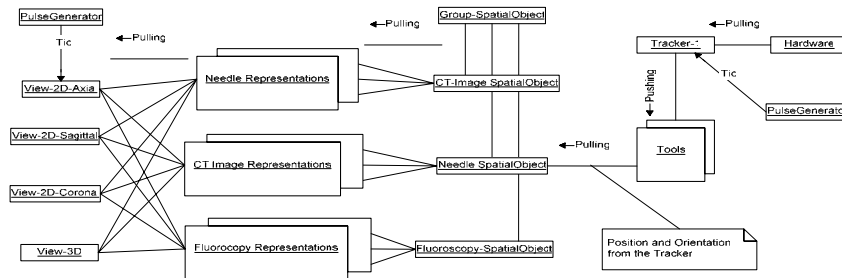 PulseGenerator
Pulling
Pulling
Group-SpatialObject
Pulling
Tic
Tracker-1
Hardware
Needle Representations
CT-Image SpatialObject
Tic
View-2D-Axia
Pushing
PulseGenerato
View-2D-Sagittal
Pulling
Tools
CT Image Representations
Needle SpatialObject
View-2D-Corona
View-3D
Fluorocopy Representations
Fluoroscopy-SpatialObject
Position and Orientation
from the Tracker